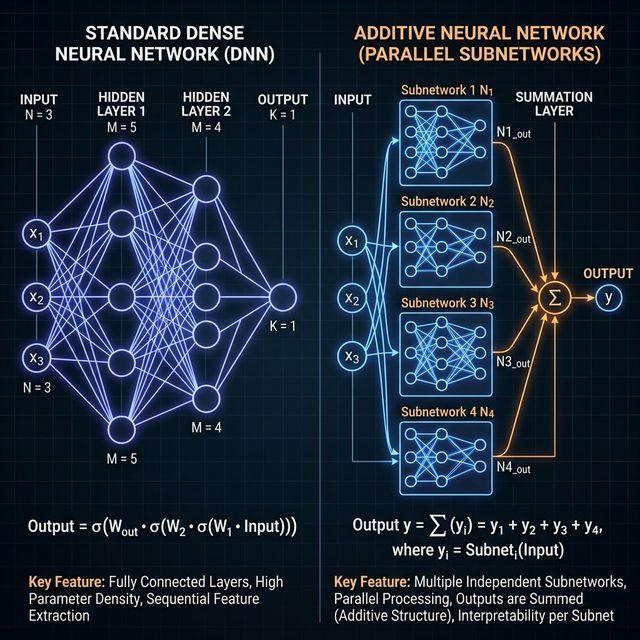 STANDARD DENSE
NEURAL NETWORK (DNN)
INPUT
N = 3
HIDDEN
LAYER 1
M = 5
HIDDEN
LAYER 2
M = 4
OUTPUT
K = 1
x₁
x₂
x₃
N = 3
M = 5
M = 4
K = 1
Output = σ(W_out · σ(W₂ · σ(W₁ · Input)))
Key Feature: Fully Connected Layers, High
Parameter Density, Sequential Feature
Extraction
ADDITIVE NEURAL NETWORK
(PARALLEL SUBNETWORKS)
INPUT
x₁
x₂
x₃
Subnetwork 1 N₁
N1_out
Subnetwork 2 N₂
N2_out
Subnetwork 3 N₃
N3_out
Subnetwork 4 N₄
N4_out
SUMMATION
LAYER
Σ
OUTPUT
y
Output y = ∑ (yᵢ) = y₁ + y₂ + y₃ + y₄,
where yᵢ = Subnetᵢ(Input)
Key Feature: Multiple Independent Subnetworks,
Parallel Processing, Outputs are Summed
(Additive Structure), Interpretability per Subnet